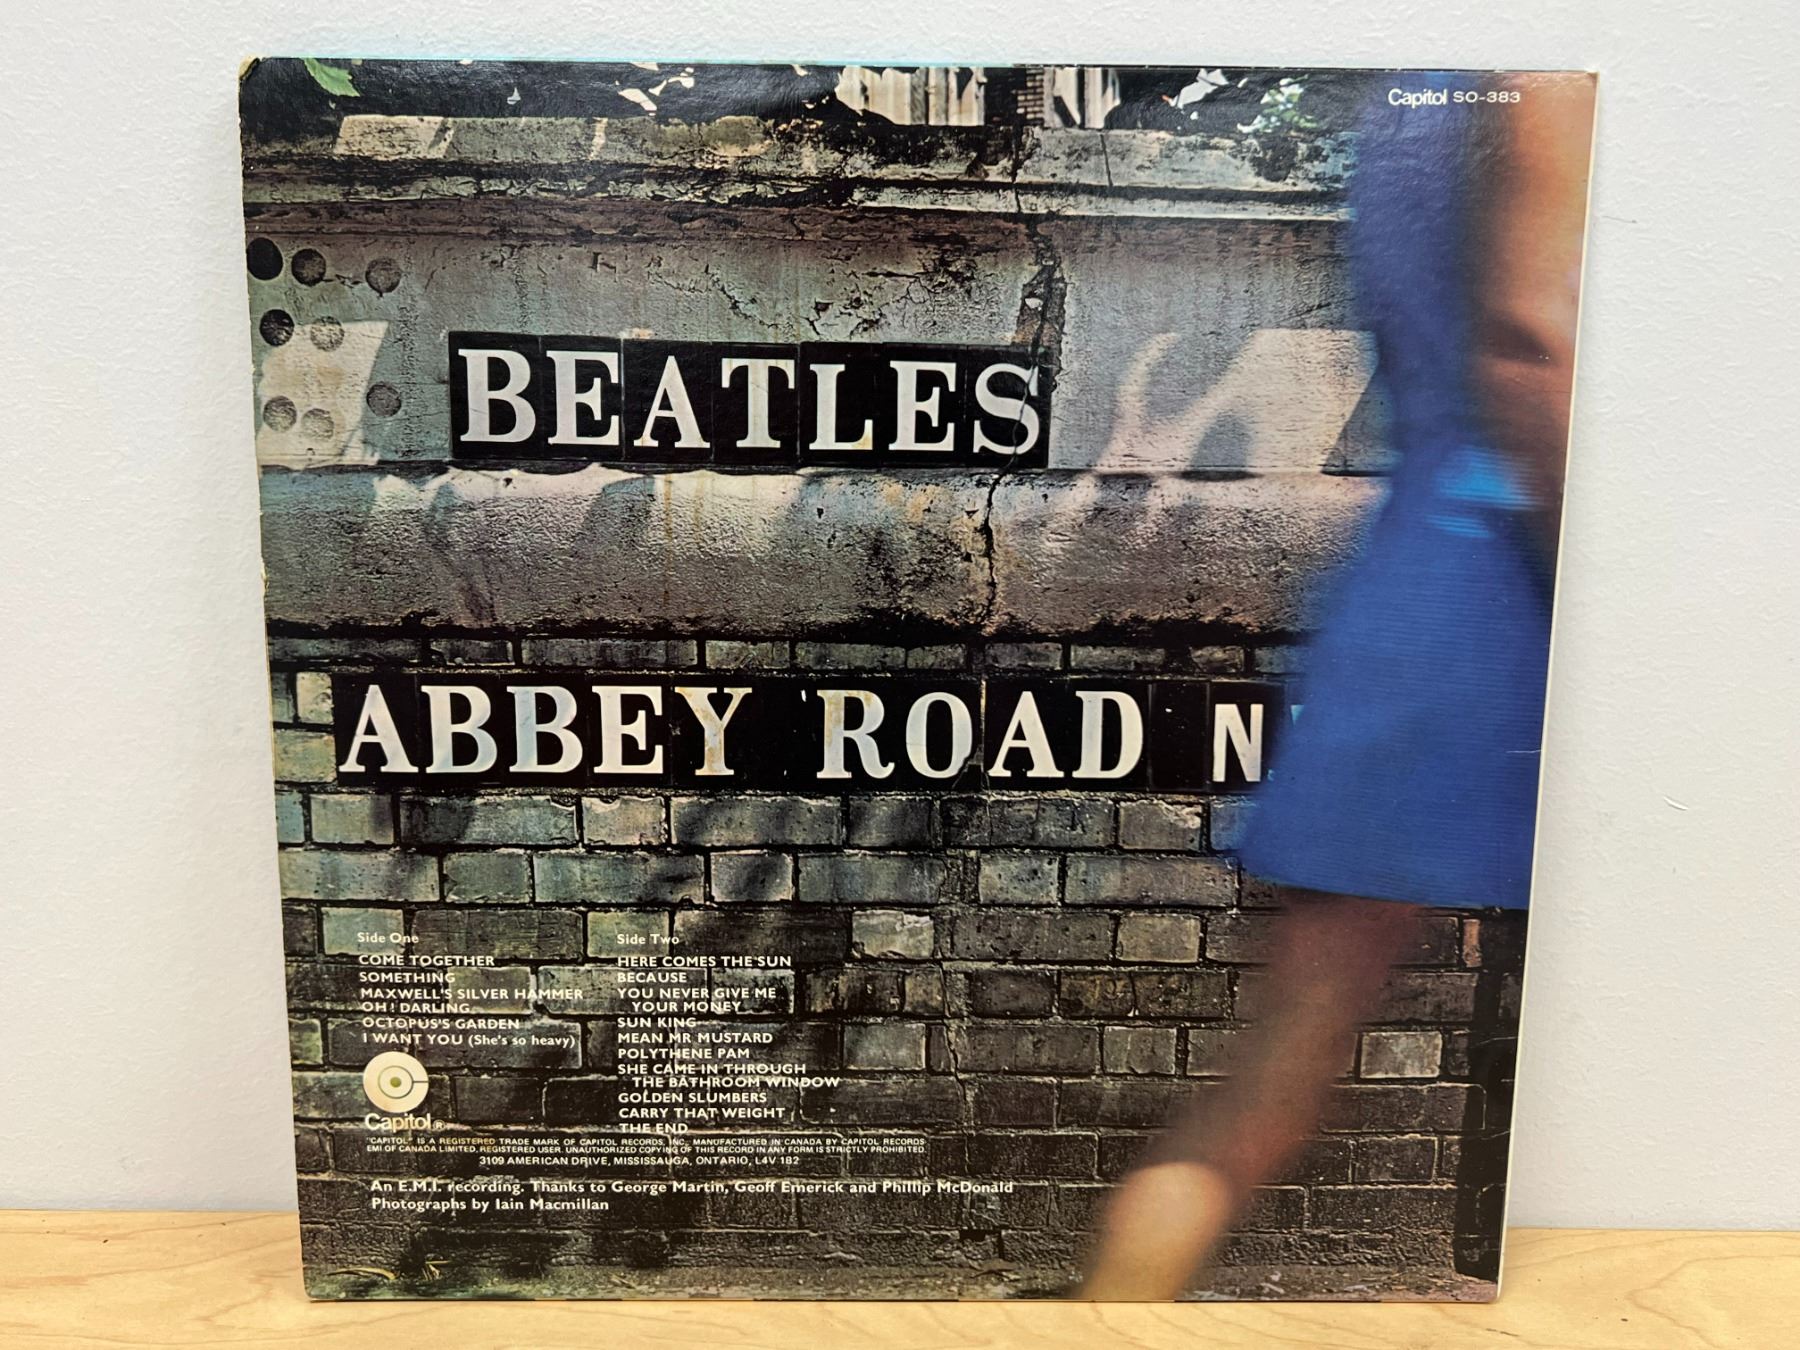 Capitol SO-383
BEATLES
ABBEY ROAD N
Side One
COME TOGETHER
SOMETHING
MAXWELL'S SILVER HAMMER
OH! DARLING
OCTOPUS'S GARDEN
I WANT YOU (She's so heavy)
Side Two
HERE COMES THE SUN
BECAUSE
YOU NEVER GIVE ME
YOUR MONEY
SUN KING
MEAN MR MUSTARD
POLYTHENE PAM
SHE CAME IN THROUGH
THE BATHROOM WINDOW
GOLDEN SLUMBERS
CARRY THAT WEIGHT
THE END
Capitol®
"CAPITOL" IS A REGISTERED TRADE MARK OF CAPITOL RECORDS, INC., MANUFACTURED IN CANADA BY CAPITOL RECORDS
EMI OF CANADA LIMITED, REGISTERED USER. UNAUTHORIZED COPYING OF THIS RECORD IN ANY FORM IS STRICTLY PROHIBITED.
3109 AMERICAN DRIVE, MISSISSAUGA, ONTARIO, L4V 1B2
An E.M.I. recording. Thanks to George Martin, Geoff Emerick and Phillip McDonald
Photographs by Iain Macmillan